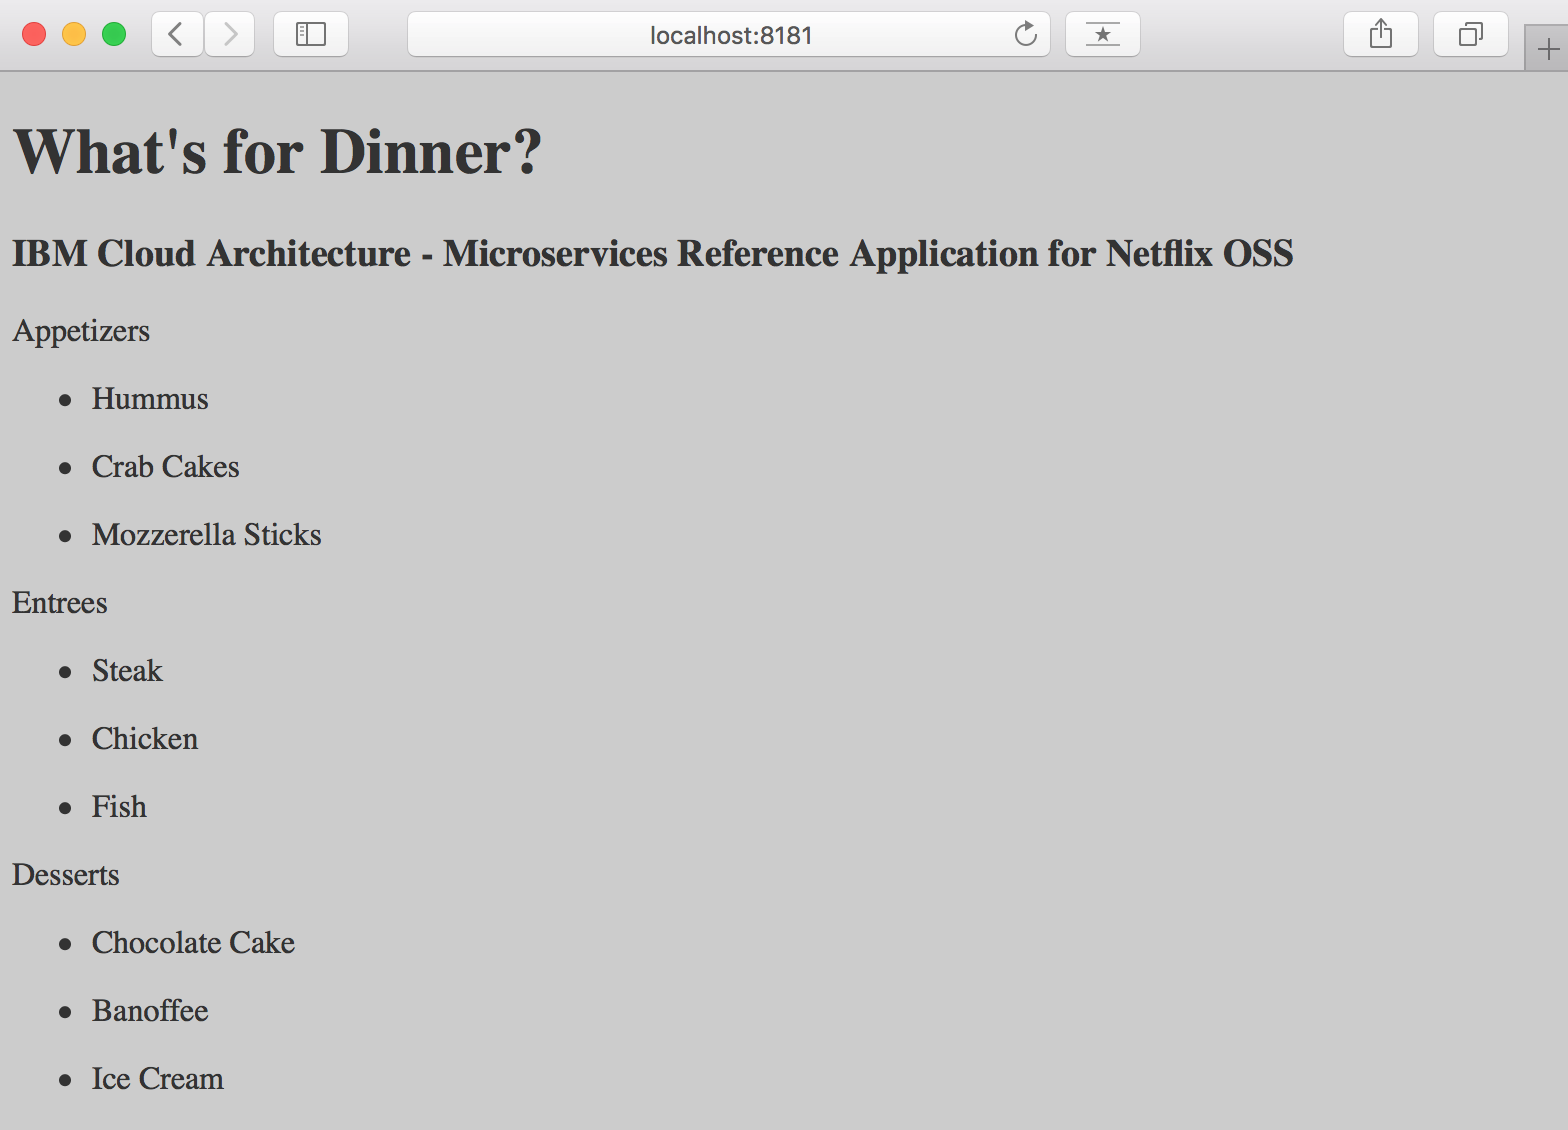 localhost:8181
What's for Dinner?
IBM Cloud Architecture - Microservices Reference Application for Netflix OSS
Appetizers
Hummus
Crab Cakes
Mozzerella Sticks
Entrees
Steak
Chicken
Fish
Desserts
Chocolate Cake
Banoffee
Ice Cream